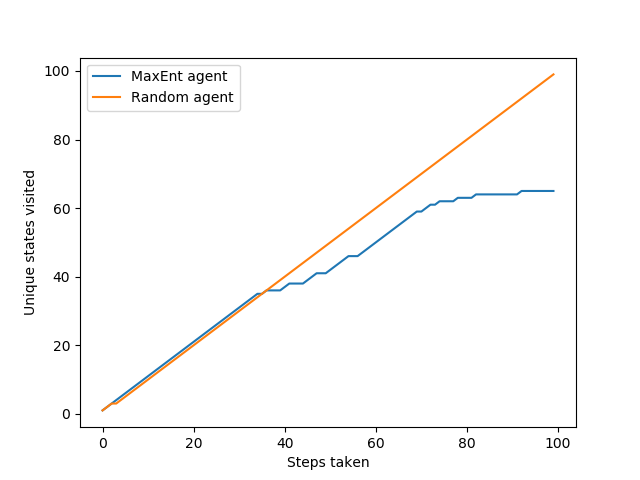 MaxEnt agent
Random agent
Unique states visited
100
80
60
40
20
0
0 20 40 60 80 100
Steps taken